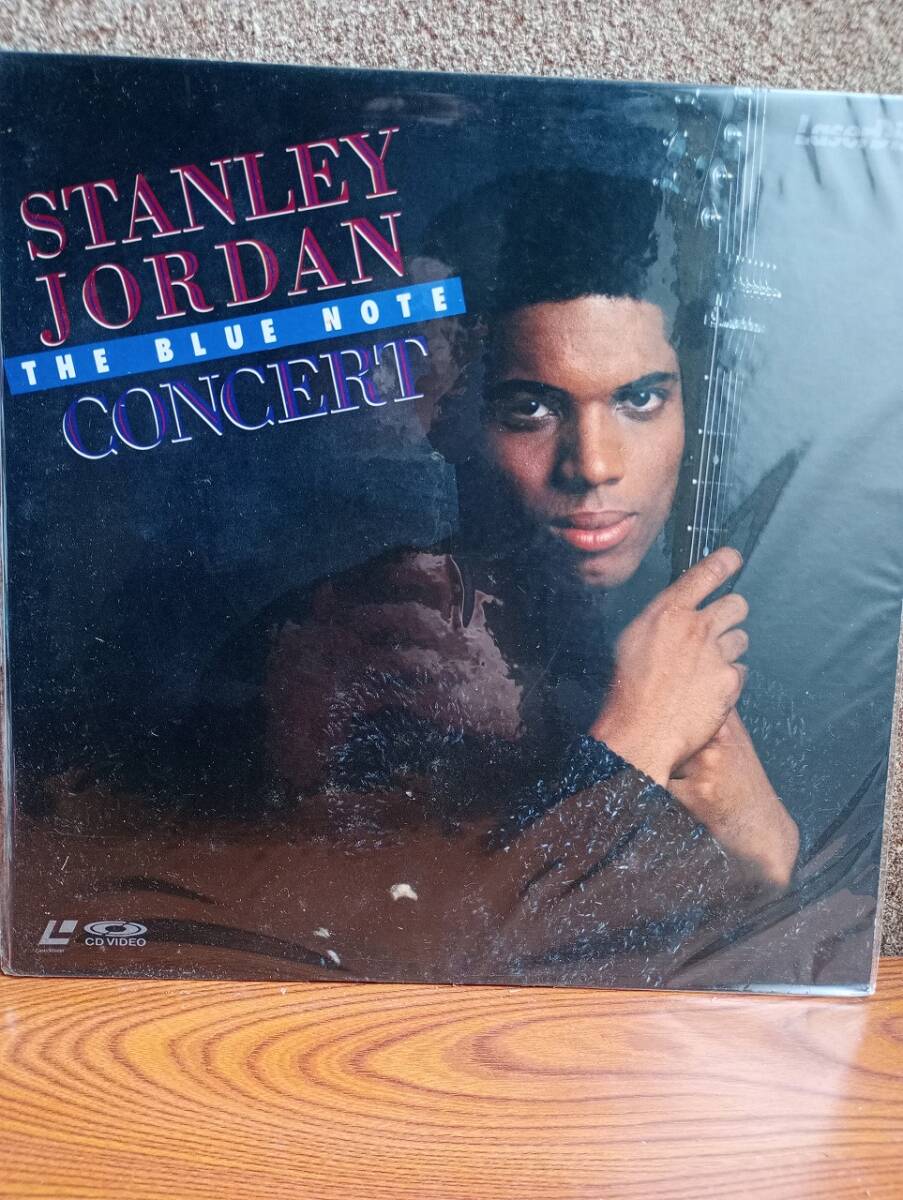 STANLEY
JORDAN
THE BLUE NOTE
CONCERT
CD VIDEO